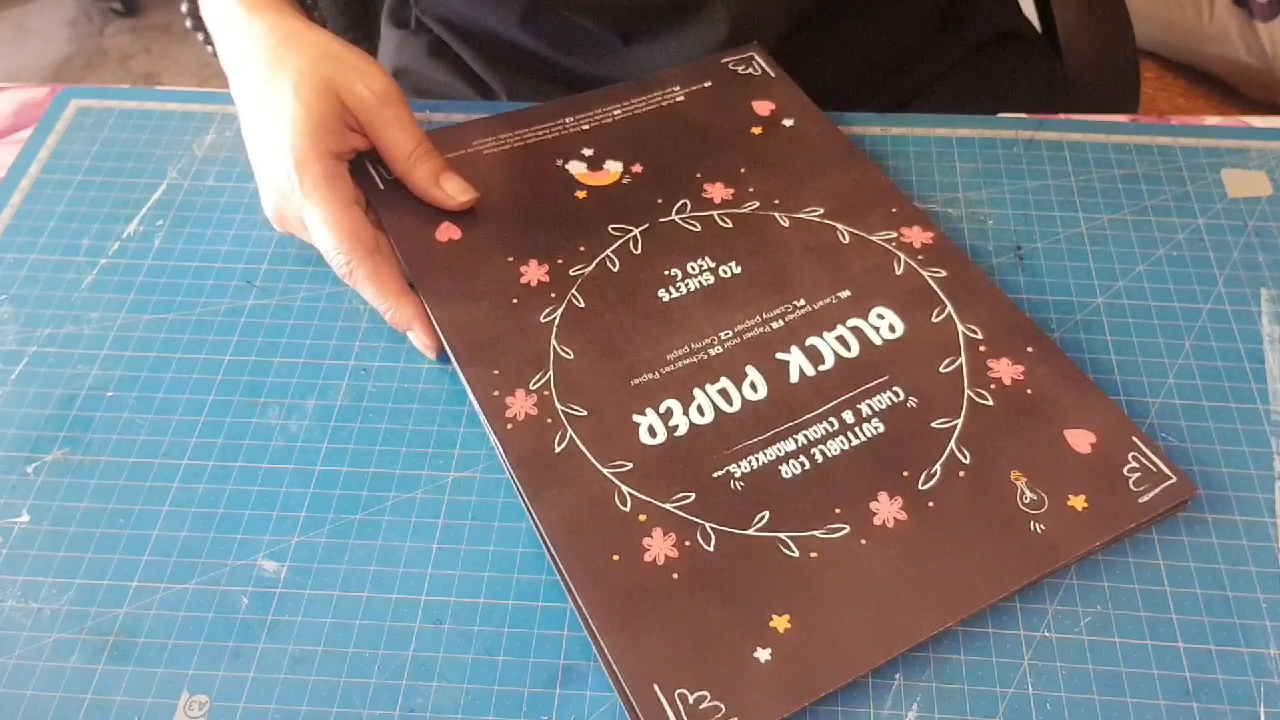 SUITABLE FOR
CHALK & CHALKMARKERS...
BLACK PAPER
NL Zwart papier FR Papier noir DE Schwarzes Papier
PL Czarny papier CZ Černý papír
20 SHEETS
150 G.
A3